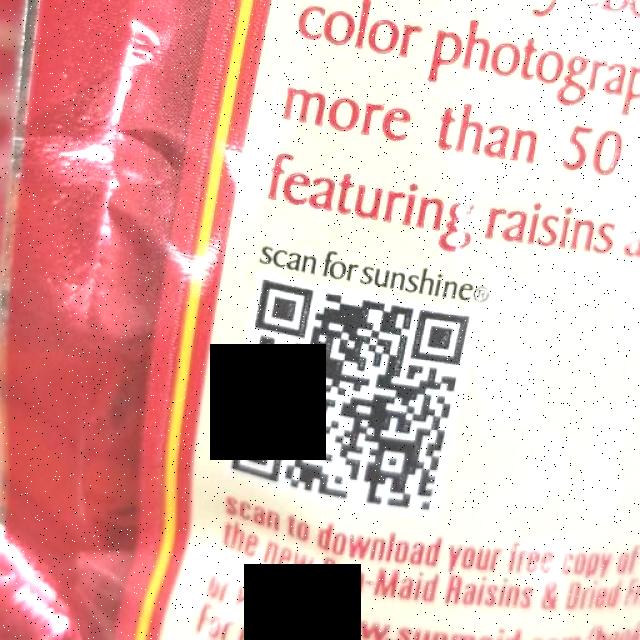 color photograp
more than 50
featuring raisins a
scan for sunshine®
scan to download your free copy of
the new -Maid Raisins & Dried